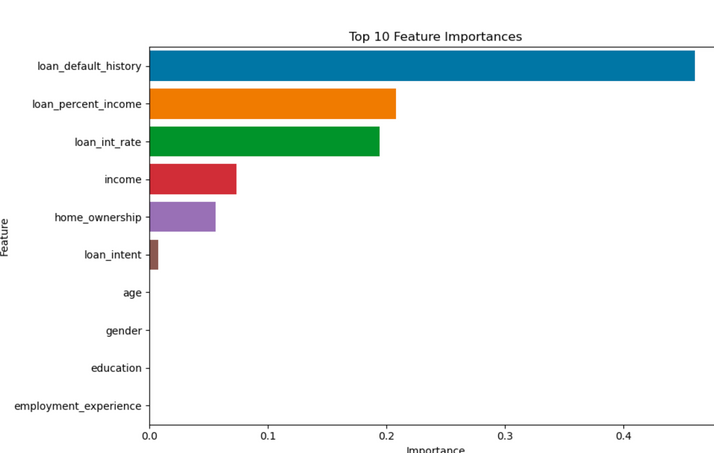 Top 10 Feature Importances
loan_default_history
loan_percent_income
loan_int_rate
income
home_ownership
Feature
loan_intent
age
gender
education
employment_experience
0.0 0.1 0.2 0.3 0.4
Importance